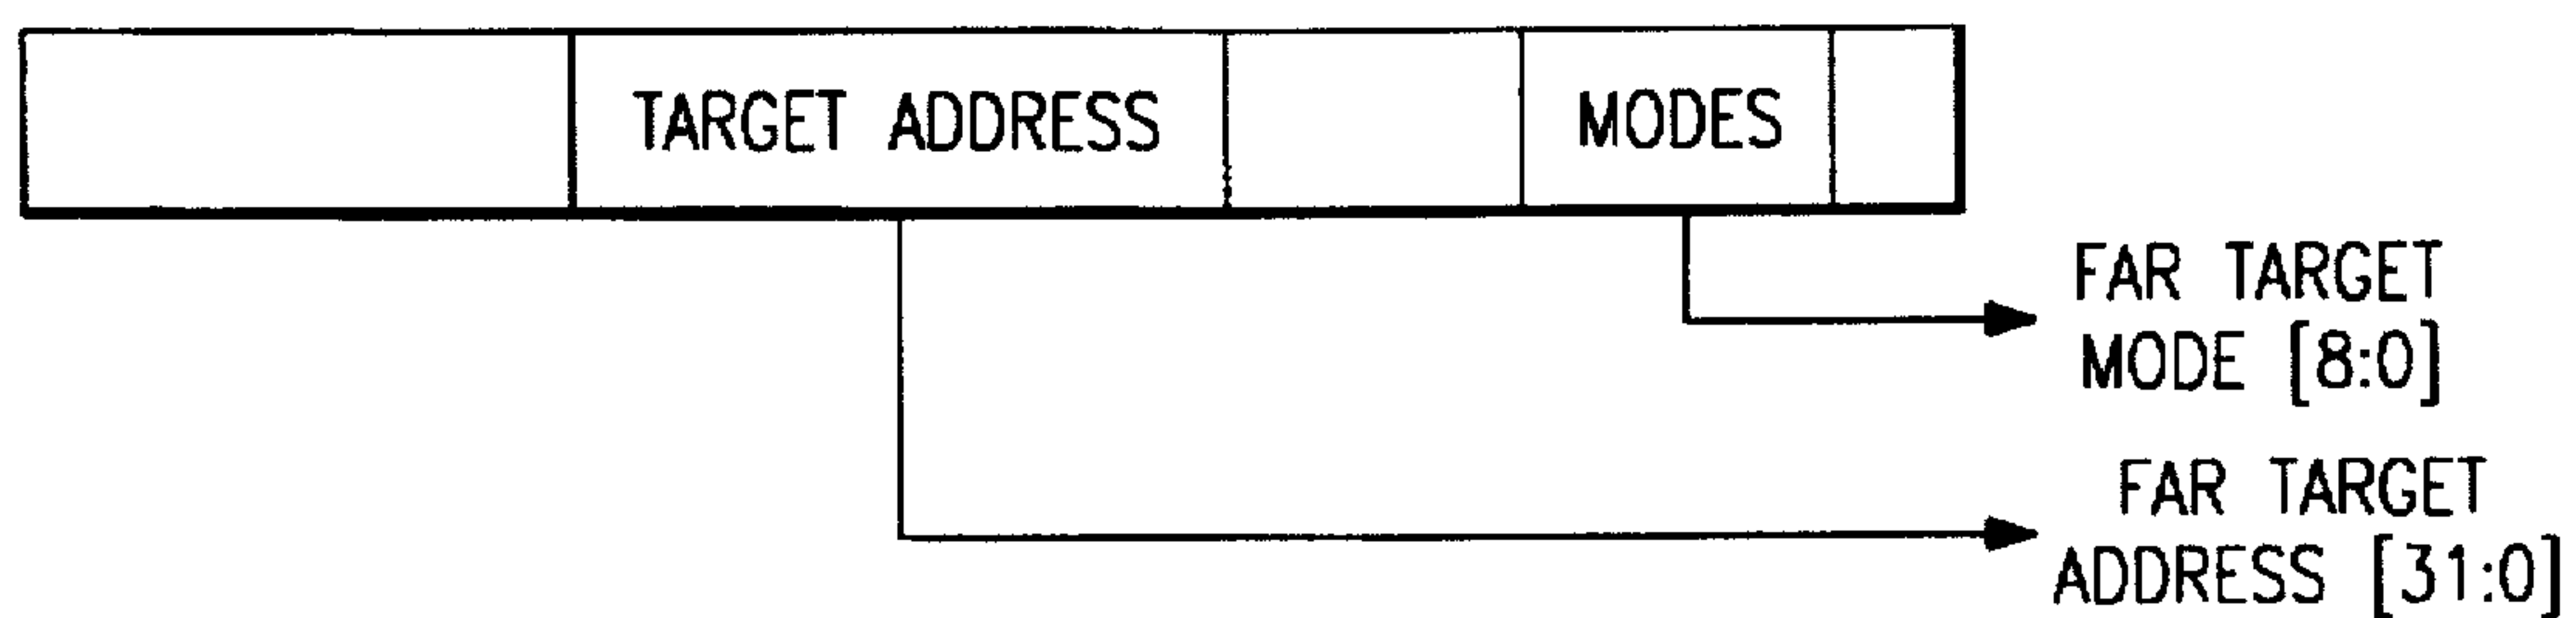 TARGET ADDRESS
MODES
FAR TARGET
MODE [8:0]
FAR TARGET
ADDRESS [31:0]